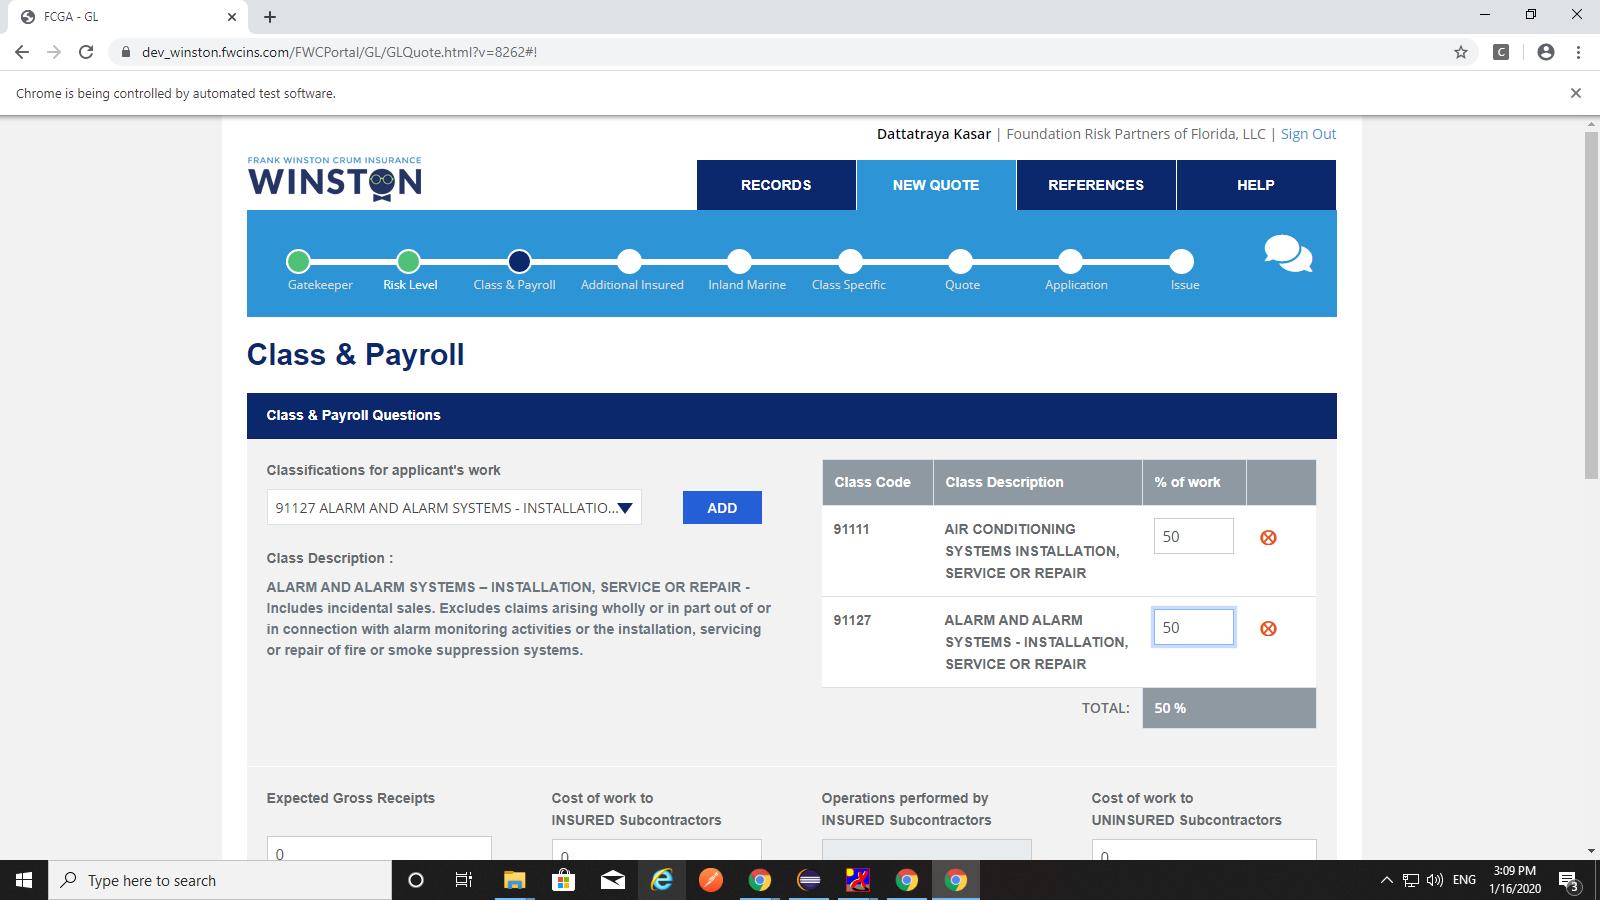 FCGA - GL
dev_winston.fwcins.com/FWCPortal/GL/GLQuote.html?v=8262#!
C
Chrome is being controlled by automated test software.
Dattatraya Kasar | Foundation Risk Partners of Florida, LLC | Sign Out
FRANK WINSTON CRUM INSURANCE
WINSTON
RECORDS
NEW QUOTE
REFERENCES
HELP
Gatekeeper
Risk Level
Class & Payroll
Additional Insured
Inland Marine
Class Specific
Quote
Application
Issue
Class & Payroll
Class & Payroll Questions
Classifications for applicant's work
91127 ALARM AND ALARM SYSTEMS - INSTALLATIO...
ADD
Class Description :
ALARM AND ALARM SYSTEMS – INSTALLATION, SERVICE OR REPAIR -
Includes incidental sales. Excludes claims arising wholly or in part out of or
in connection with alarm monitoring activities or the installation, servicing
or repair of fire or smoke suppression systems.
Class Code
Class Description
% of work
91111
AIR CONDITIONING
SYSTEMS INSTALLATION,
SERVICE OR REPAIR
50
91127
ALARM AND ALARM
SYSTEMS - INSTALLATION,
SERVICE OR REPAIR
50
TOTAL:
50 %
Expected Gross Receipts
0
Cost of work to
INSURED Subcontractors
0
Operations performed by
INSURED Subcontractors
Cost of work to
UNINSURED Subcontractors
0
Type here to search
ENG
3:09 PM
1/16/2020
3